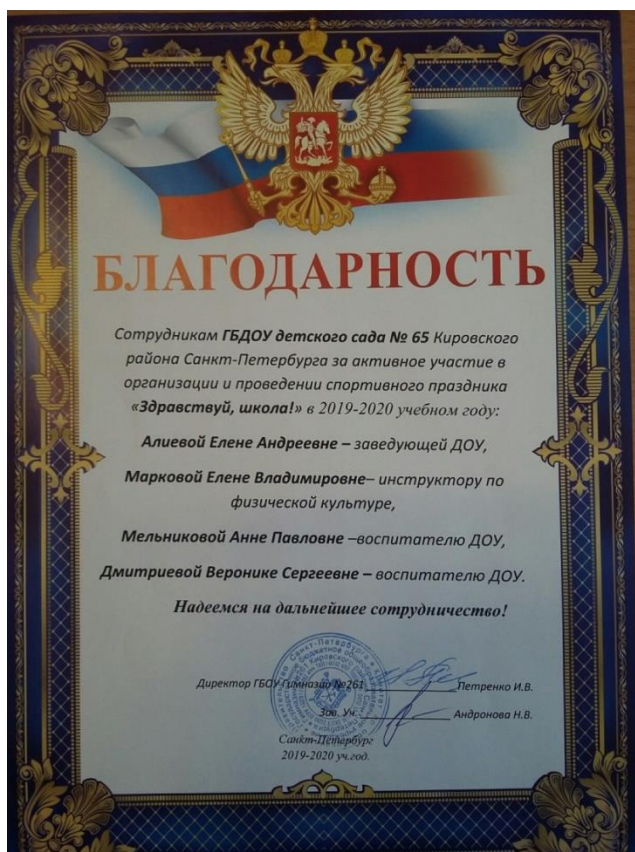 БЛАГОДАРНОСТЬ
Сотрудникам ГБДОУ детского сада № 65 Кировского
района Санкт-Петербурга за активное участие в
организации и проведении спортивного праздника
«Здравствуй, школа!» в 2019-2020 учебном году:
Алиевой Елене Андреевне – заведующей ДОУ,
Марковой Елене Владимировне– инструктору по
физической культуре,
Мельниковой Анне Павловне –воспитателю ДОУ,
Дмитриевой Веронике Сергеевне – воспитателю ДОУ.
Надеемся на дальнейшее сотрудничество!
Директор ГБОУ Гимназио №261 Петренко И.В.
Зав. Уч. Андронова Н.В.
Санкт-Петербург
2019-2020 уч.год.